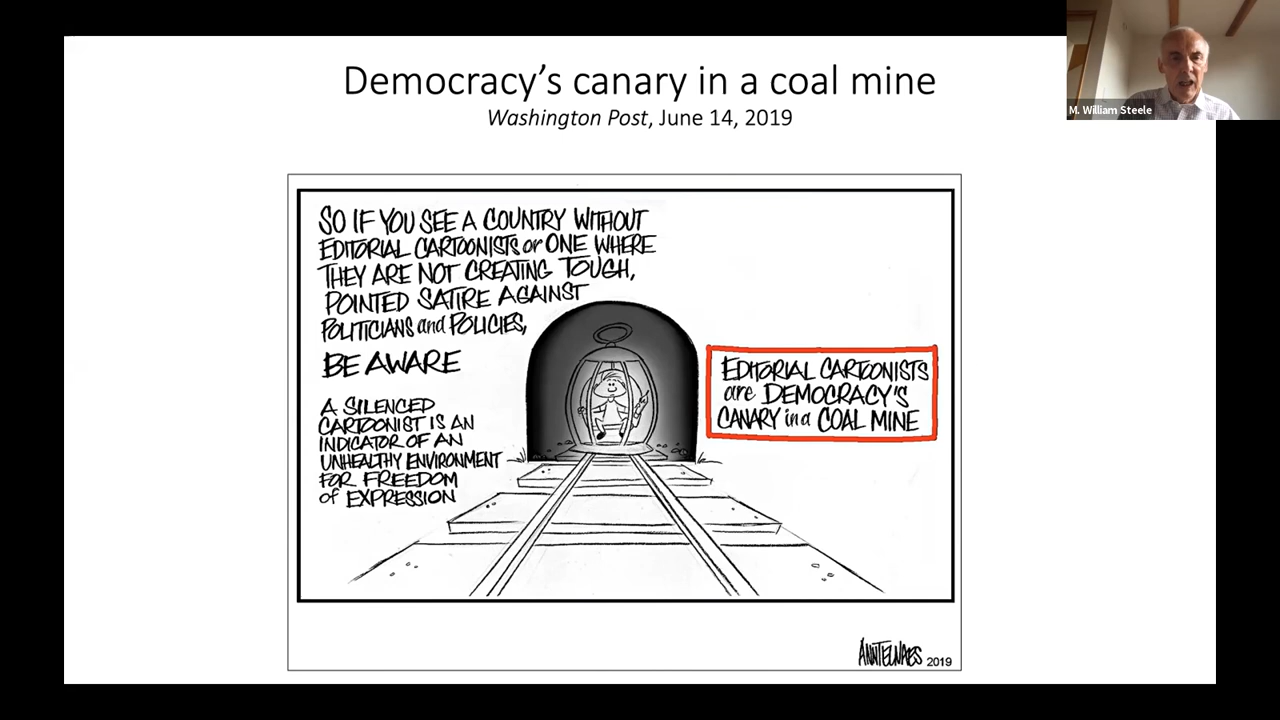 Democracy’s canary in a coal mine
Washington Post, June 14, 2019
M. William Steele
SO IF YOU SEE A COUNTRY WITHOUT
EDITORIAL CARTOONISTS or ONE WHERE
THEY ARE NOT CREATING TOUGH,
POINTED SATIRE AGAINST
POLITICIANS and POLICIES,
BE AWARE
A SILENCED
CARTOONIST IS AN
INDICATOR OF AN
UNHEALTHY ENVIRONMENT
FOR FREEDOM
of EXPRESSION
EDITORIAL CARTOONISTS
are DEMOCRACY'S
CANARY in a COAL MINE
ANN TELNAES 2019